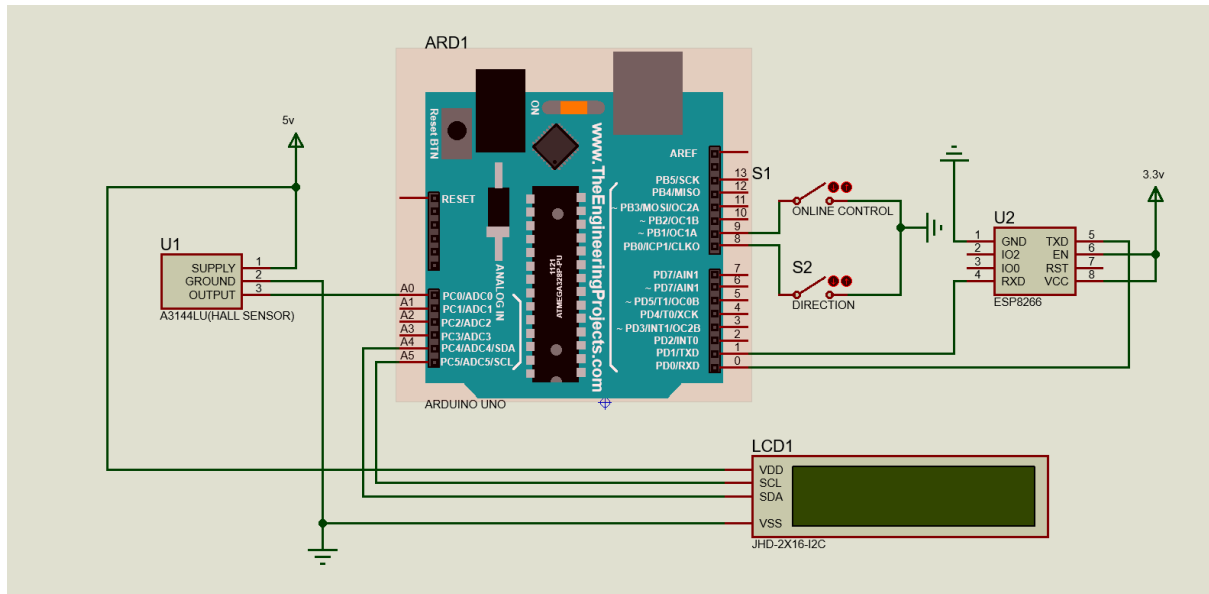 ARD1
5v
ON
Reset BTN
www.TheEngineeringProjects.com
RESET
ANALOG IN
1121
ATMEGA328P-PU
AREF
PB5/SCK 13
PB4/MISO 12
~ PB3/MOSI/OC2A 11
~ PB2/OC1B 10
~ PB1/OC1A 9
PB0/ICP1/CLKO 8
PD7/AIN1 7
~ PD7/AIN1 6
~ PD5/T1/OC0B 5
PD4/T0/XCK 4
~ PD3/INT1/OC2B 3
PD2/INT0 2
PD1/TXD 1
PD0/RXD 0
A0 PC0/ADC0
A1 PC1/ADC1
A2 PC2/ADC2
A3 PC3/ADC3
A4 PC4/ADC4/SDA
A5 PC5/ADC5/SCL
ARDUINO UNO
U1
SUPPLY 1
GROUND 2
OUTPUT 3
A3144LU(HALL SENSOR)
S1
ONLINE CONTROL
S2
DIRECTION
3.3v
U2
1 GND TXD 5
2 IO2 EN 6
3 IO0 RST 7
4 RXD VCC 8
ESP8266
LCD1
VDD
SCL
SDA
VSS
JHD-2X16-I2C